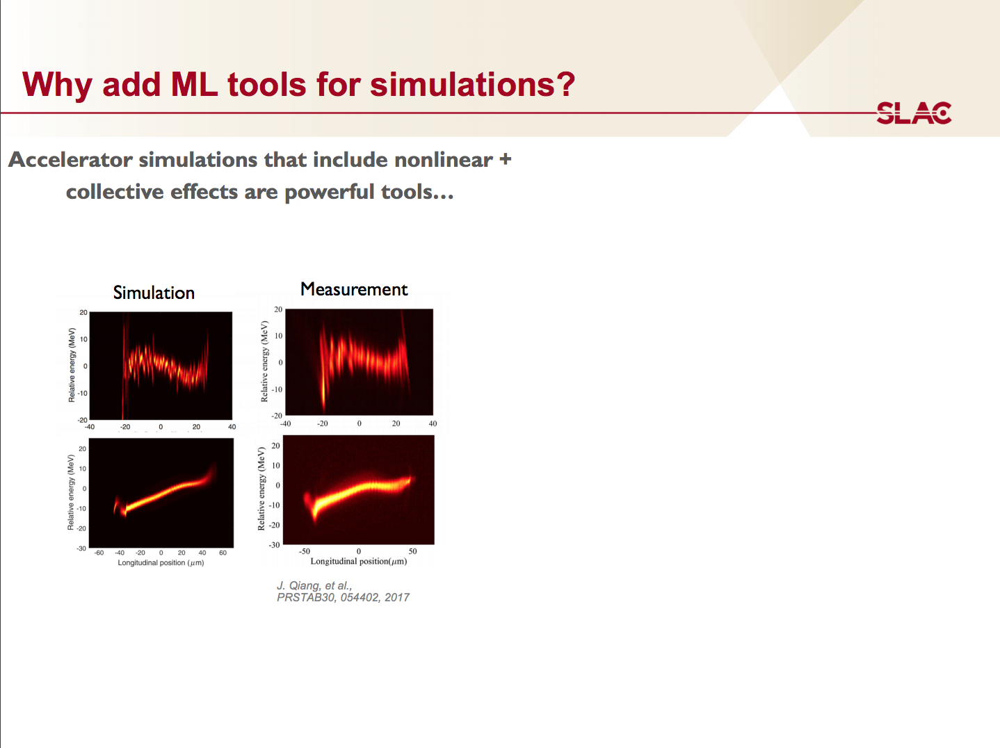 Why add ML tools for simulations?
SLAC
Accelerator simulations that include nonlinear +
collective effects are powerful tools...
Simulation
Measurement
20
10
0
-10
-20
Relative energy (MeV)
-40 -20 0 20 40
20
10
0
-10
-20
Relative energy (MeV)
-40 -20 0 20 40
20
10
0
-10
-20
-30
Relative energy (MeV)
-60 -40 -20 0 20 40 60
Longitudinal position (μm)
20
10
0
-10
-20
-30
Relative energy (MeV)
-50 0 50
Longitudinal position(μm)
J. Qiang, et al.,
PRSTAB30, 054402, 2017